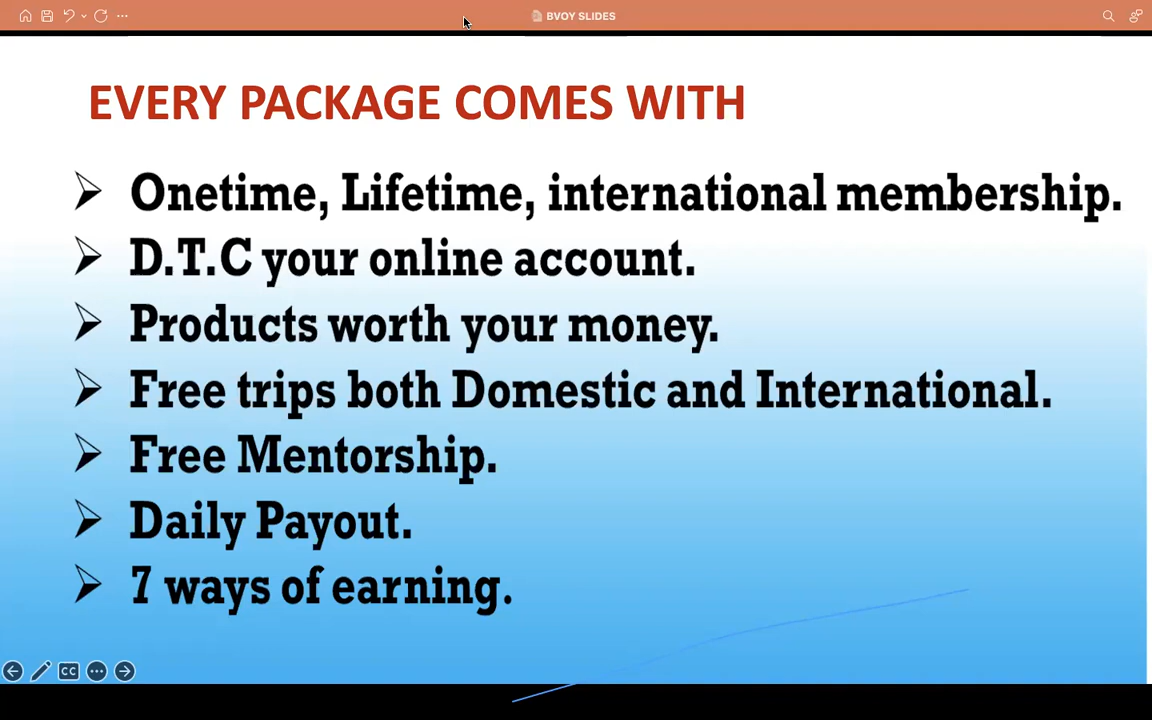 BVOY SLIDES
EVERY PACKAGE COMES WITH
Onetime, Lifetime, international membership.
D.T.C your online account.
Products worth your money.
Free trips both Domestic and International.
Free Mentorship.
Daily Payout.
7 ways of earning.
CC